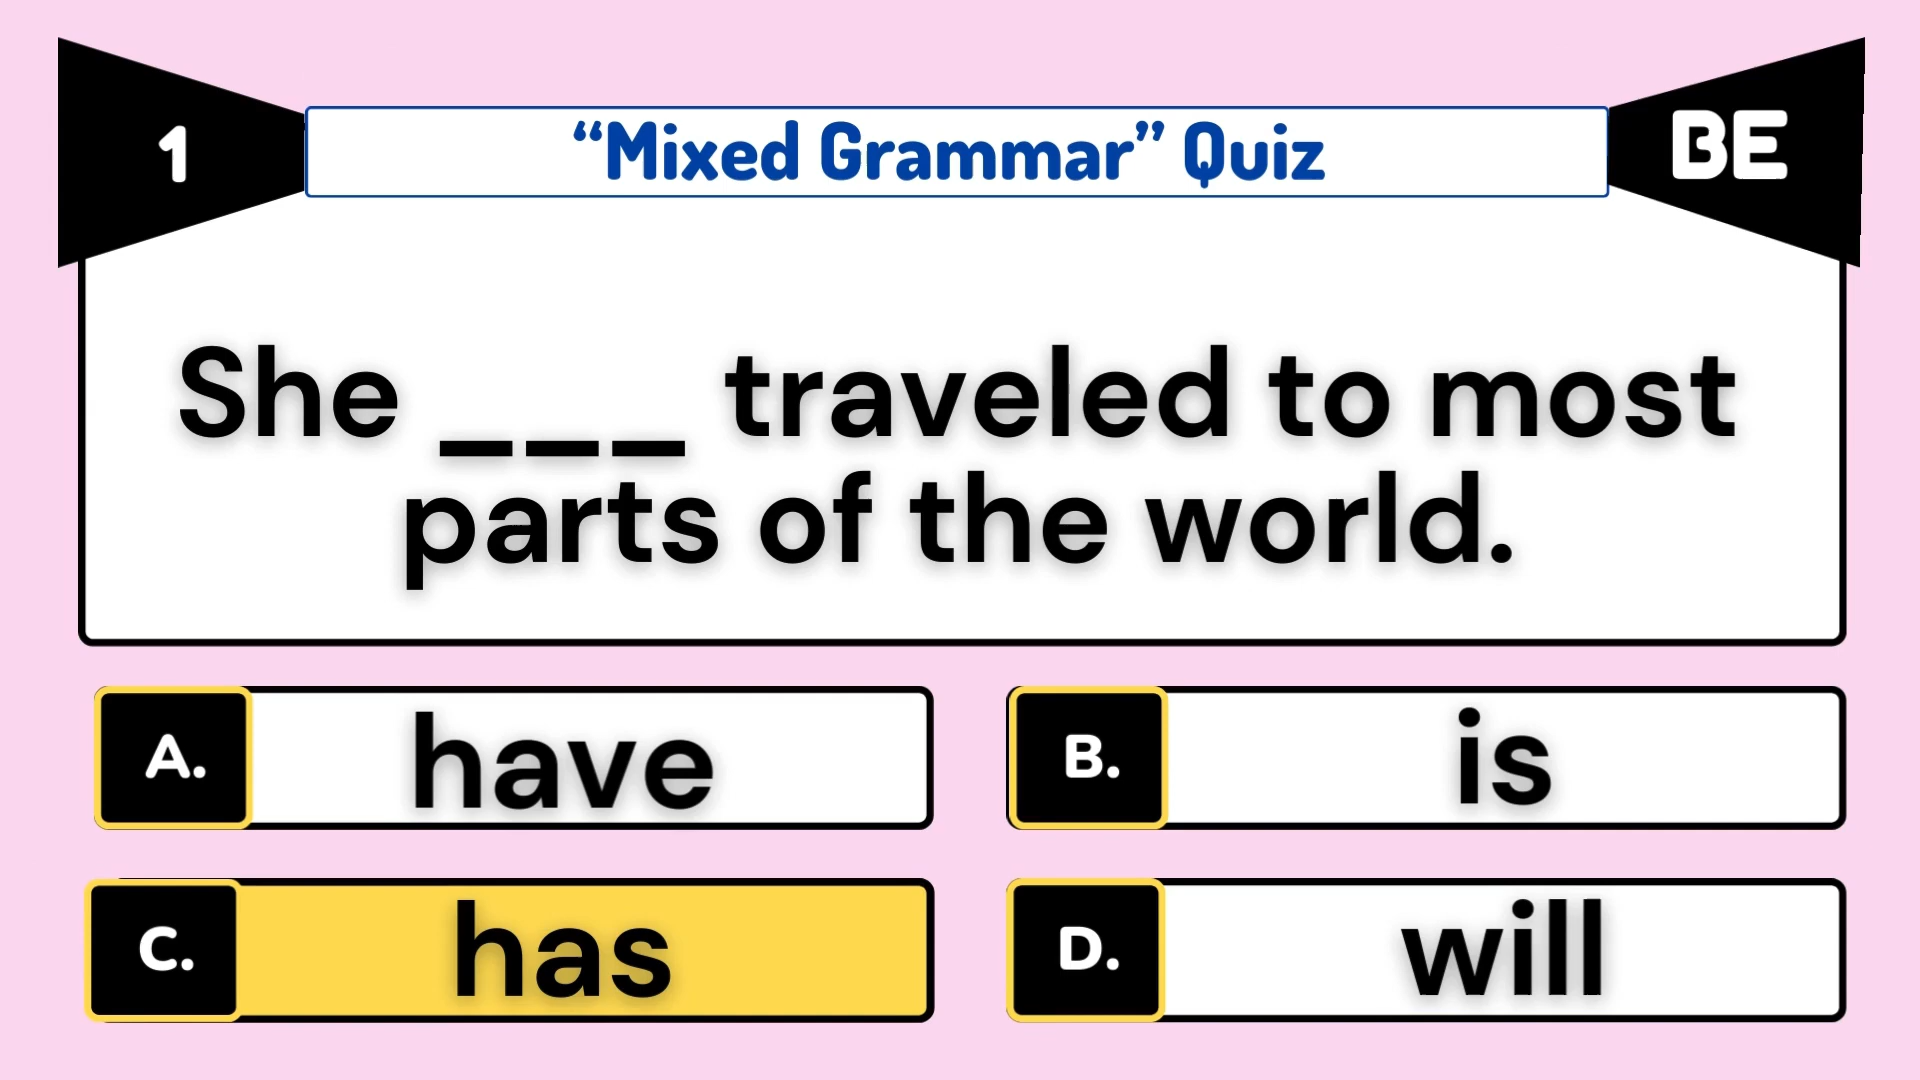 1
“Mixed Grammar” Quiz
BE
She ___ traveled to most
parts of the world.
A. have
B. is
C. has
D. will